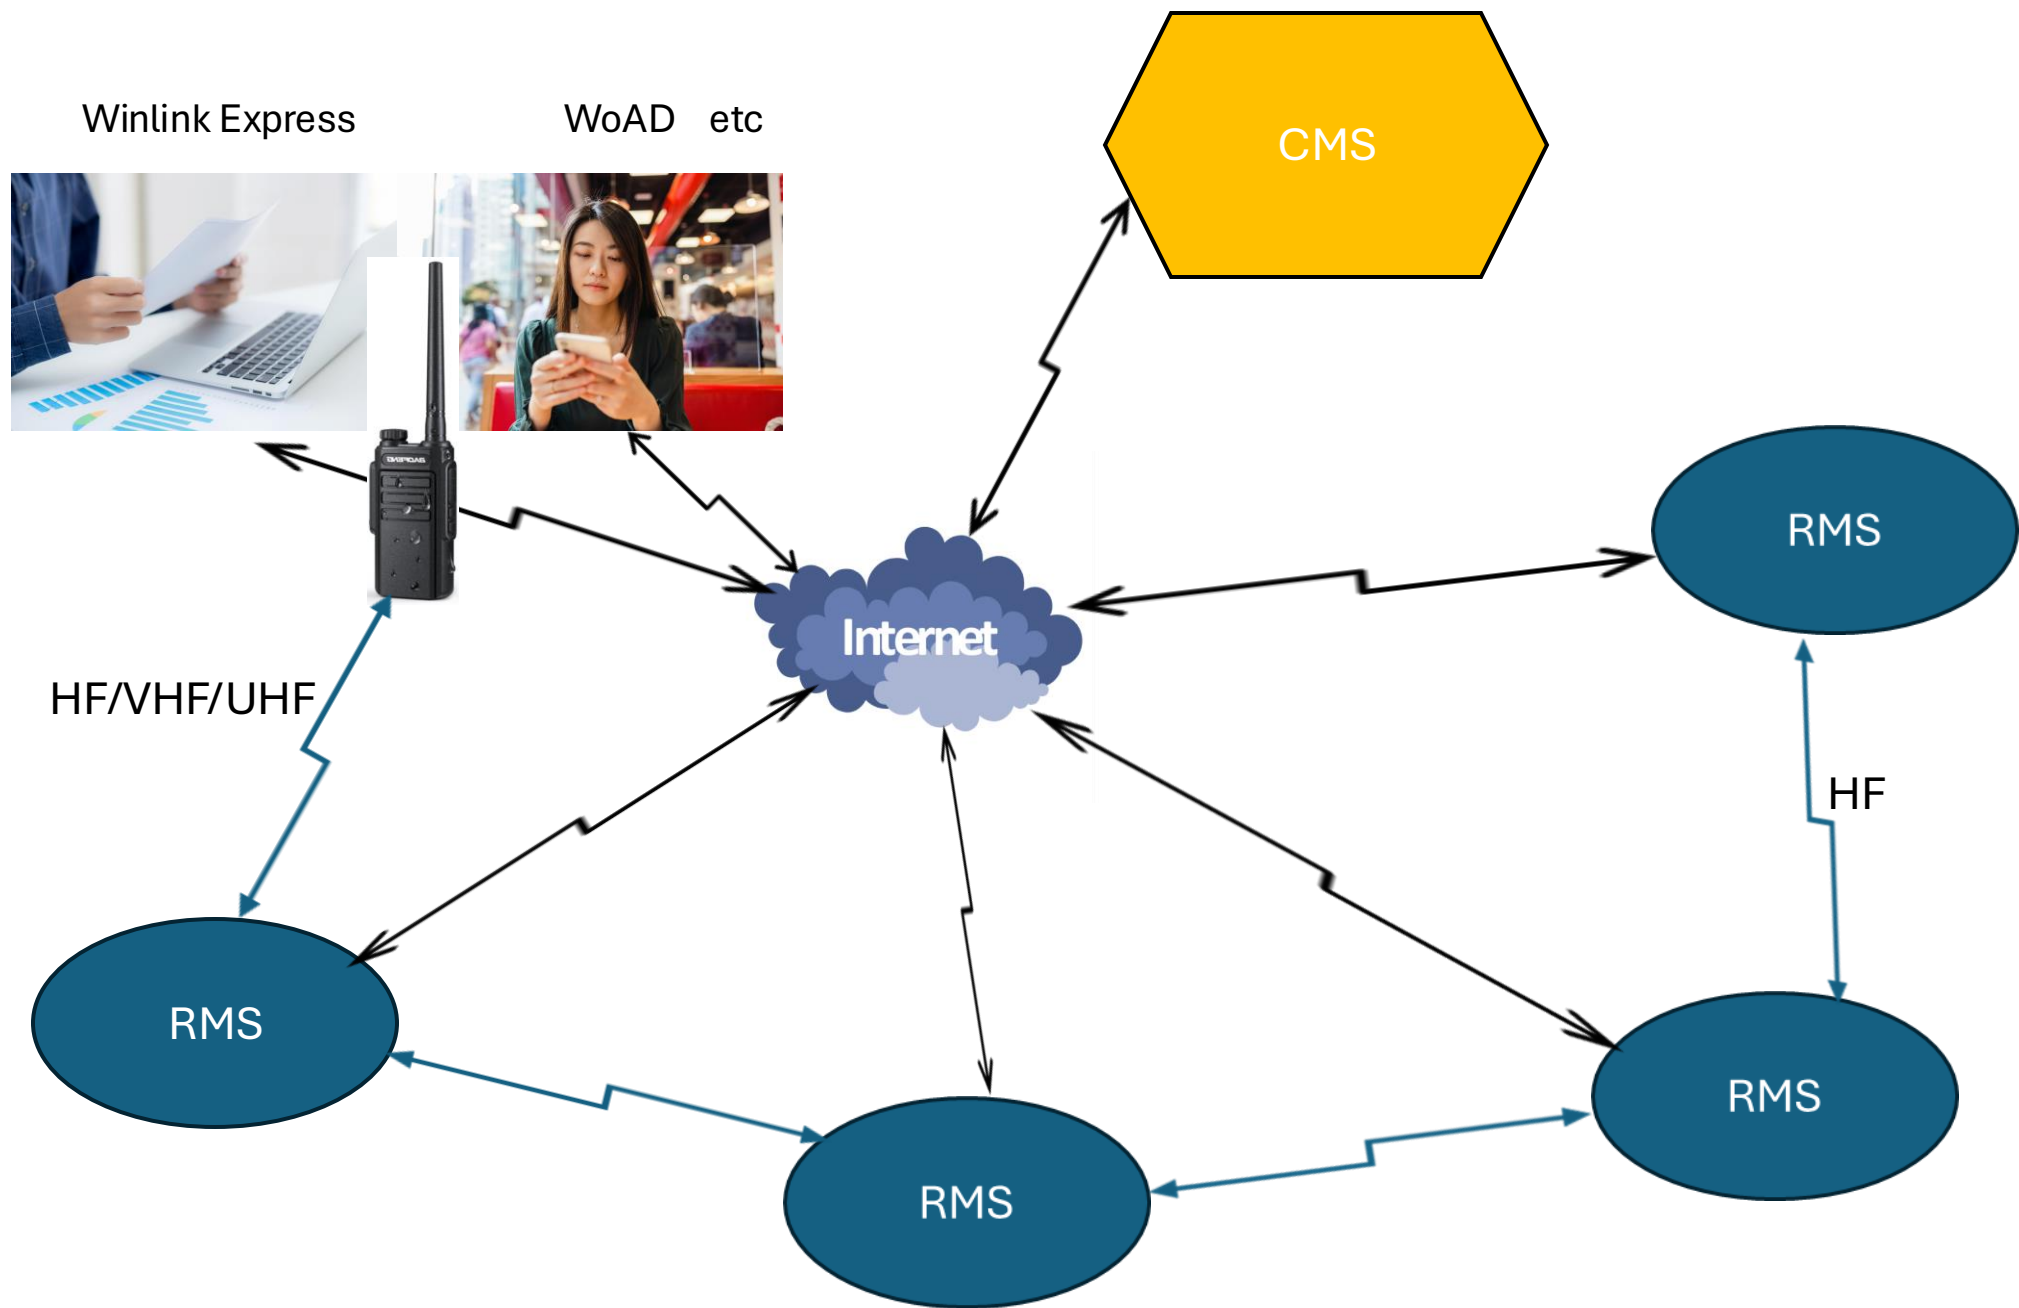 Winlink Express
WoAD etc
CMS
RMS
Internet
HF/VHF/UHF
HF
RMS
RMS
RMS